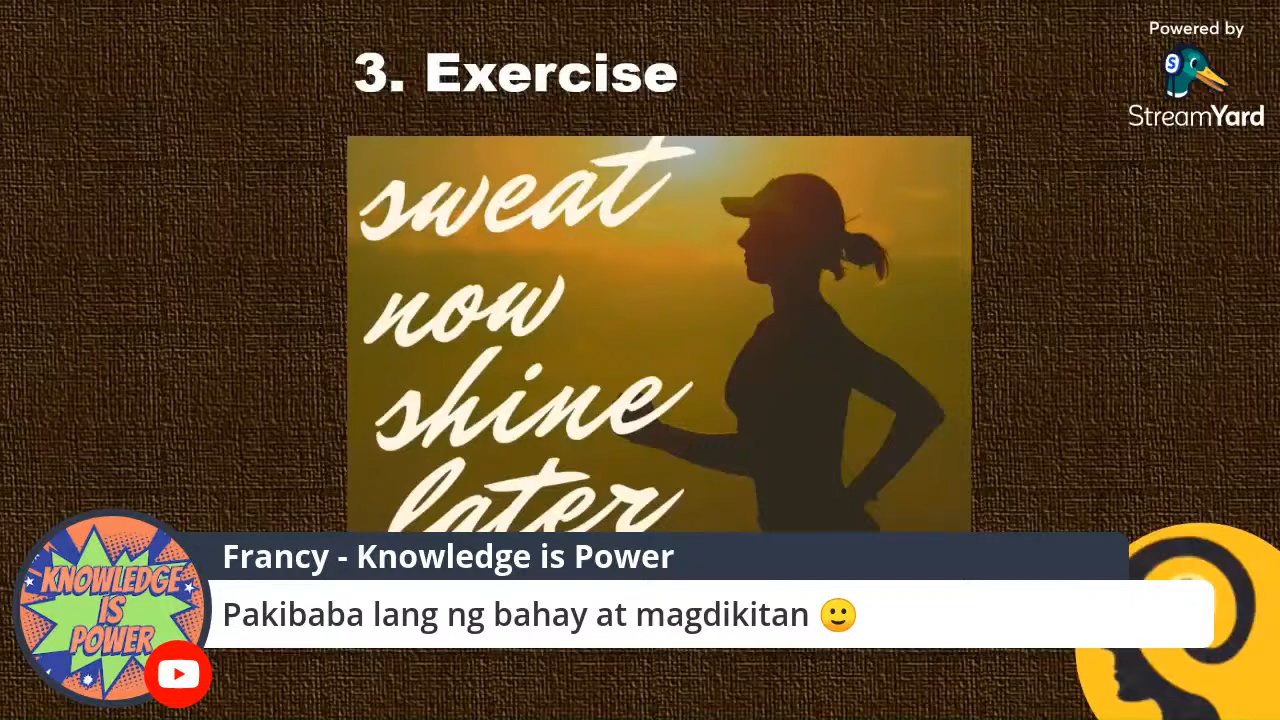 Powered by
S
StreamYard
3. Exercise
sweat
now
shine
later
Francy - Knowledge is Power
Pakibaba lang ng bahay at magdikitan 🙂
KNOWLEDGE
IS
POWER